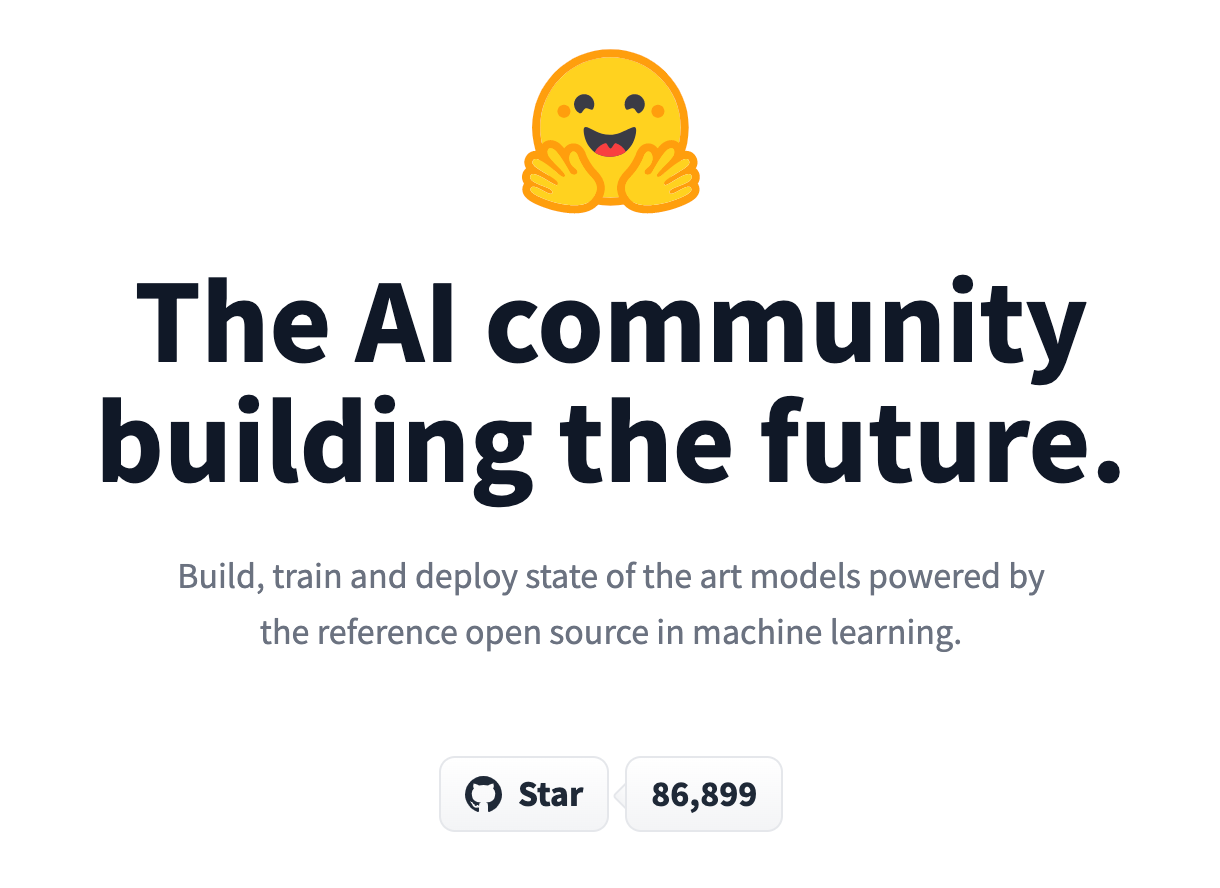 The AI community
building the future.
Build, train and deploy state of the art models powered by
the reference open source in machine learning.
Star 86,899